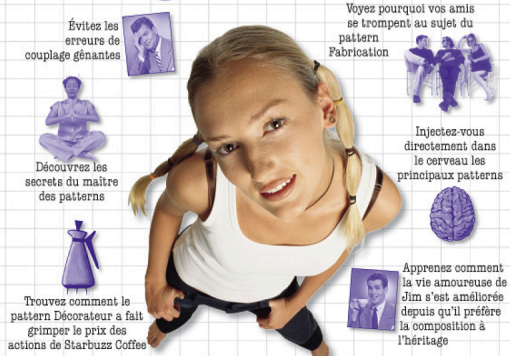 Évitez les
erreurs de
couplage gênantes
Voyez pourquoi vos amis
se trompent au sujet du
pattern
Fabrication
Découvrez les
secrets du maître
des patterns
Injectez-vous
directement dans
le cerveau les
principaux patterns
Trouvez comment le
pattern Décorateur a fait
grimper le prix des
actions de Starbuzz Coffee
Apprenez comment
la vie amoureuse de
Jim s'est améliorée
depuis qu'il préfère
la composition à
l'héritage